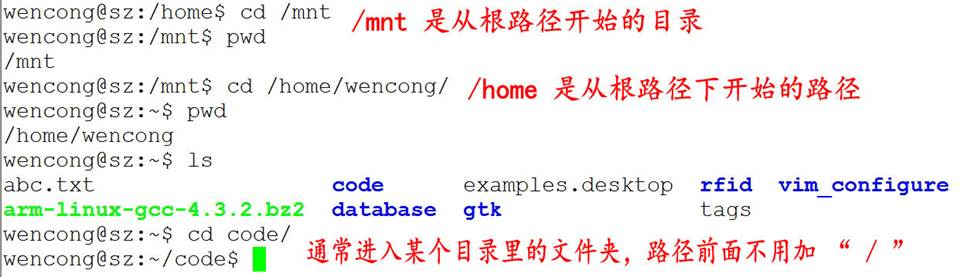 wencong@sz:/home$ cd /mnt
/mnt 是从根路径开始的目录
wencong@sz:/mnt$ pwd
/mnt
wencong@sz:/mnt$ cd /home/wencong/
/home 是从根路径下开始的路径
wencong@sz:~$ pwd
/home/wencong
wencong@sz:~$ ls
abc.txt code examples.desktop rfid vim_configure
arm-linux-gcc-4.3.2.bz2 database gtk tags
wencong@sz:~$ cd code/
wencong@sz:~/code$
通常进入某个目录里的文件夹，路径前面不用加 “ / ”